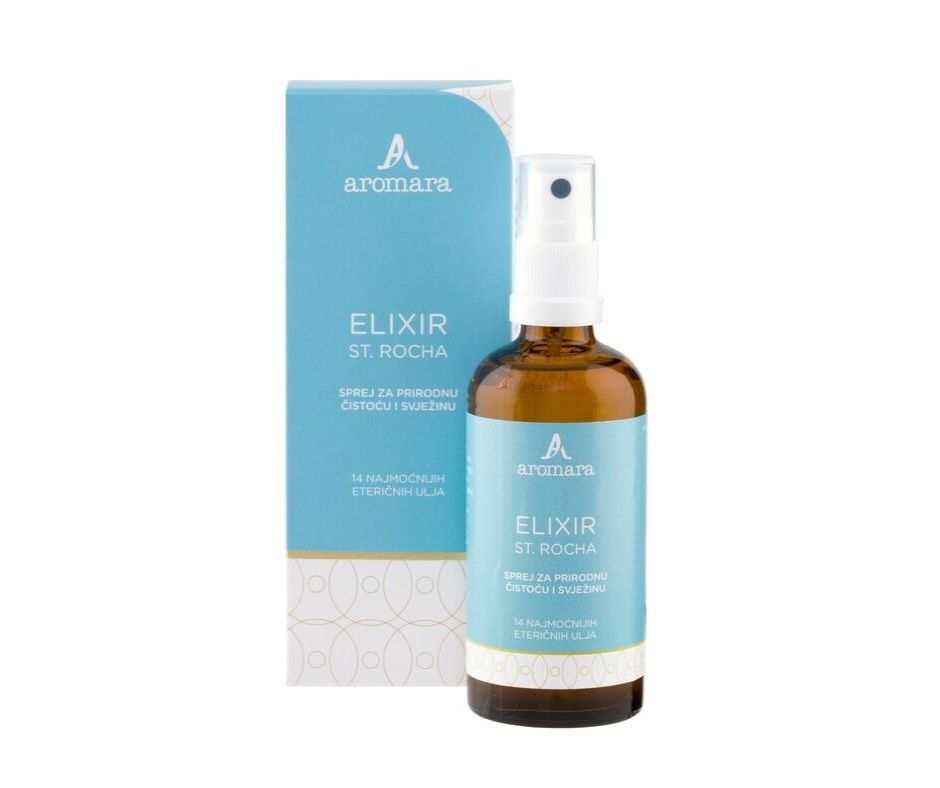 aromara
ELIXIR
ST. ROCHA
SPREJ ZA PRIRODNU
ČISTOĆU I SVJEŽINU
14 NAJMOĆNIJIH
ETERIČNIH ULJA
aromara
ELIXIR
ST. ROCHA
SPREJ ZA PRIRODNU
ČISTOĆU I SVJEŽINU
14 NAJMOĆNIJIH
ETERIČNIH ULJA